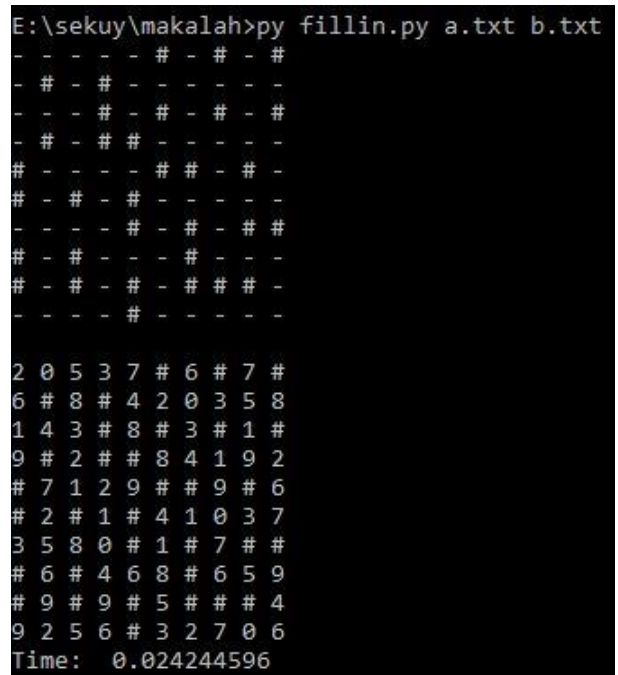 E:\sekuy\makalah>py fillin.py a.txt b.txt
- - - - - # - # - #
- # - # - - - - - -
- - - # - # - # - #
- # - # # - - - - -
# - - - - # # - # -
# - # - # - - - - -
- - - - # - # - # #
# - # - - - # - - -
# - # - # - # # # -
- - - - # - - - - -
2 0 5 3 7 # 6 # 7 #
6 # 8 # 4 2 0 3 5 8
1 4 3 # 8 # 3 # 1 #
9 # 2 # # 8 4 1 9 2
# 7 1 2 9 # # 9 # 6
# 2 # 1 # 4 1 0 3 7
3 5 8 0 # 1 # 7 # #
# 6 # 4 6 8 # 6 5 9
# 9 # 9 # 5 # # # 4
9 2 5 6 # 3 2 7 0 6
Time:  0.024244596